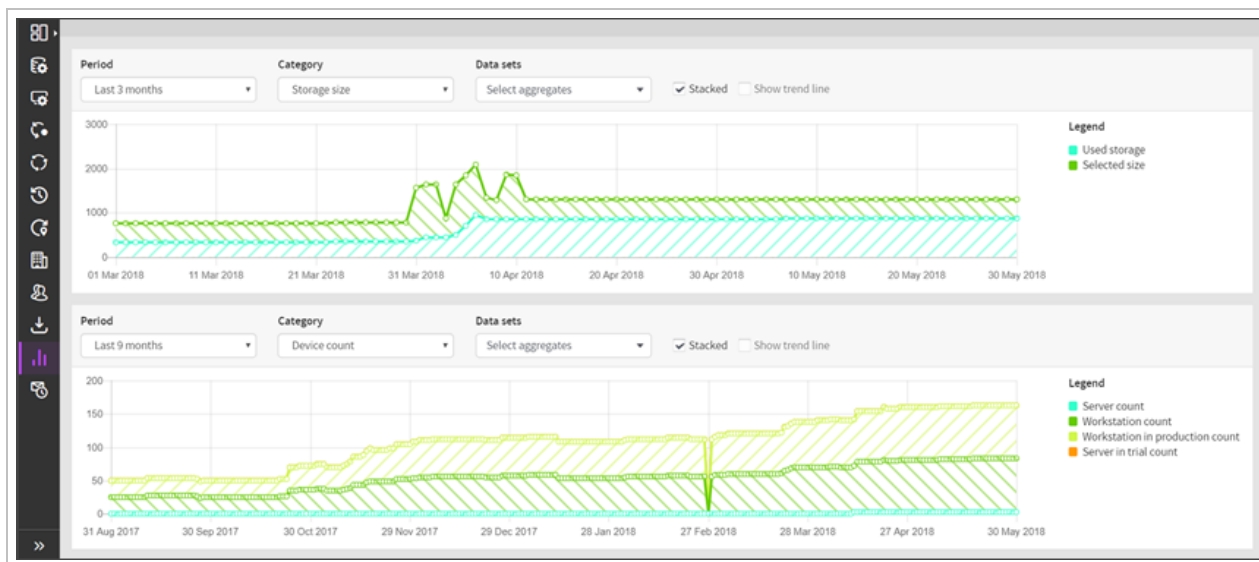 Period Category Data sets
Last 3 months Storage size Select aggregates Stacked Show trend line
3000
2000
1000
0
01 Mar 2018 11 Mar 2018 21 Mar 2018 31 Mar 2018 10 Apr 2018 20 Apr 2018 30 Apr 2018 10 May 2018 20 May 2018 30 May 2018
Legend
Used storage
Selected size
Period Category Data sets
Last 9 months Device count Select aggregates Stacked Show trend line
200
150
100
50
0
31 Aug 2017 30 Sep 2017 30 Oct 2017 29 Nov 2017 29 Dec 2017 28 Jan 2018 27 Feb 2018 28 Mar 2018 27 Apr 2018 30 May 2018
Legend
Server count
Workstation count
Workstation in production count
Server in trial count